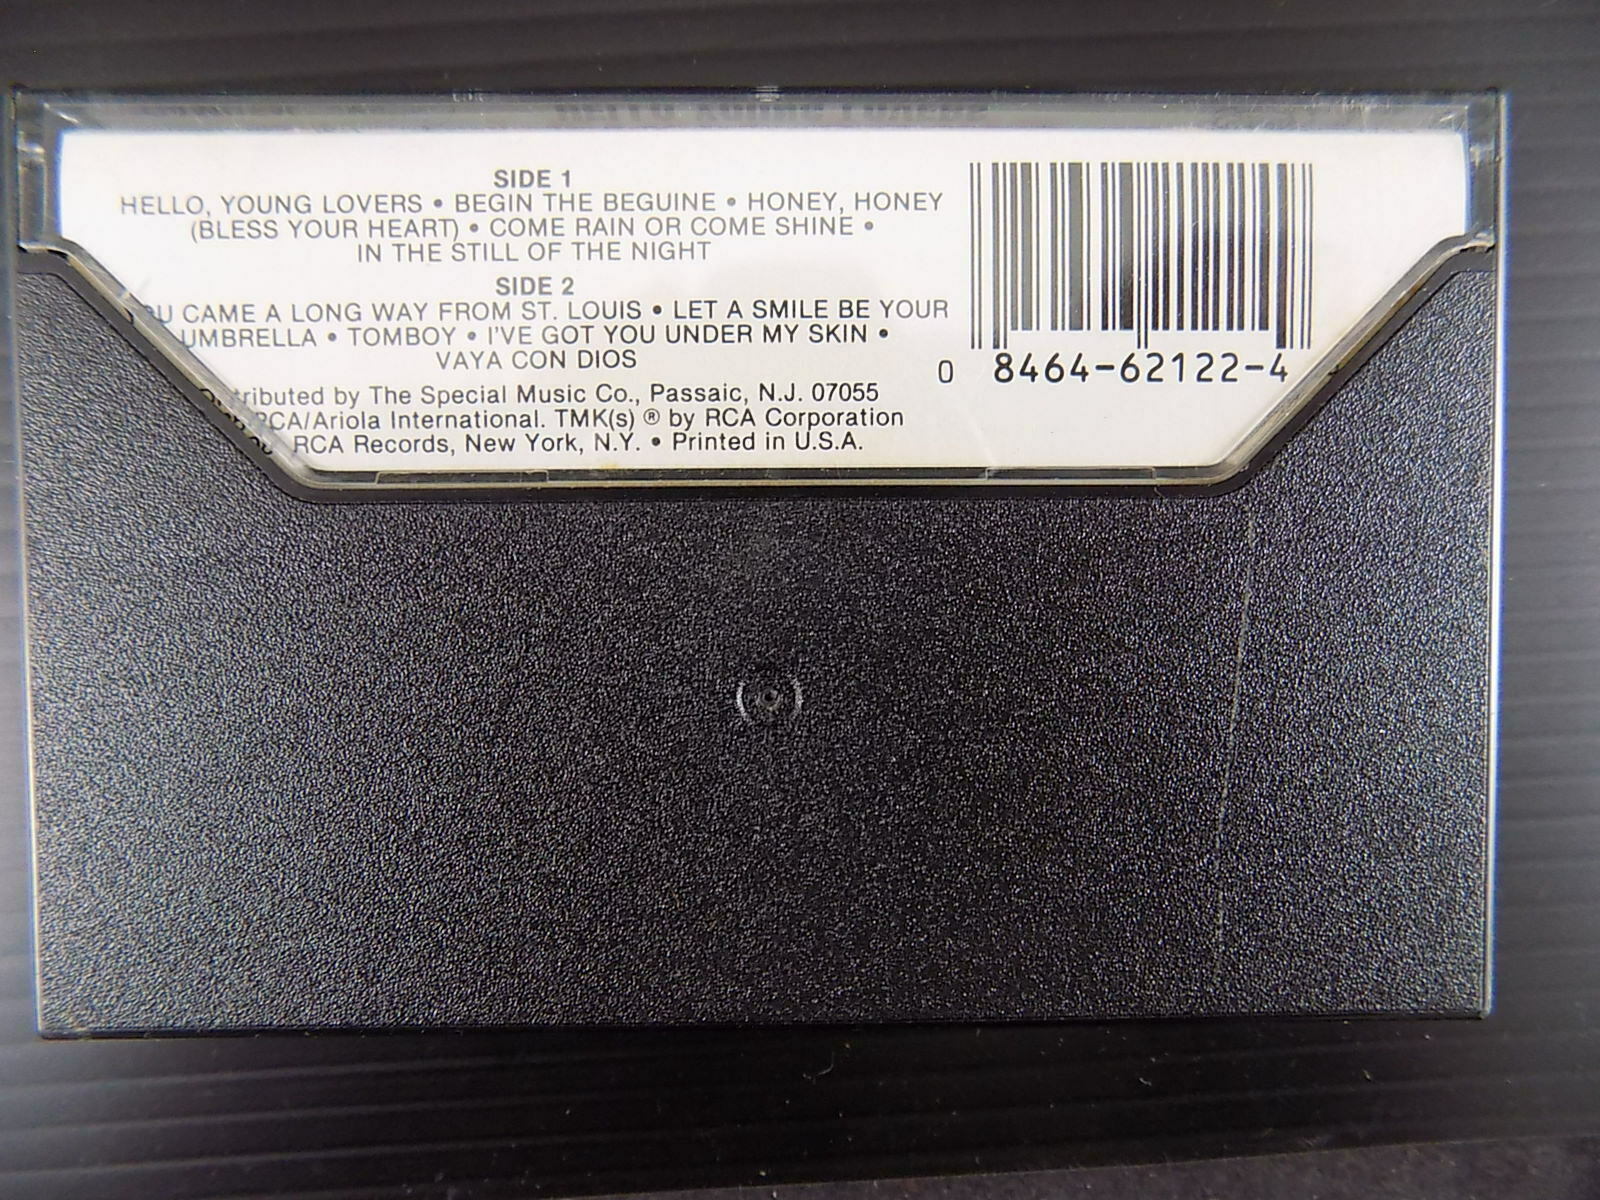 SIDE 1
HELLO, YOUNG LOVERS • BEGIN THE BEGUINE • HONEY, HONEY
(BLESS YOUR HEART) • COME RAIN OR COME SHINE •
IN THE STILL OF THE NIGHT
SIDE 2
CAME A LONG WAY FROM ST. LOUIS • LET A SMILE BE YOUR
UMBRELLA • TOMBOY • I'VE GOT YOU UNDER MY SKIN •
VAYA CON DIOS
by The Special Music Co., Passaic, N.J. 07055
RCA/Ariola International. TMK(s) ® by RCA Corporation
RCA Records, New York, N.Y. • Printed in U.S.A.
0 8464-62122-4